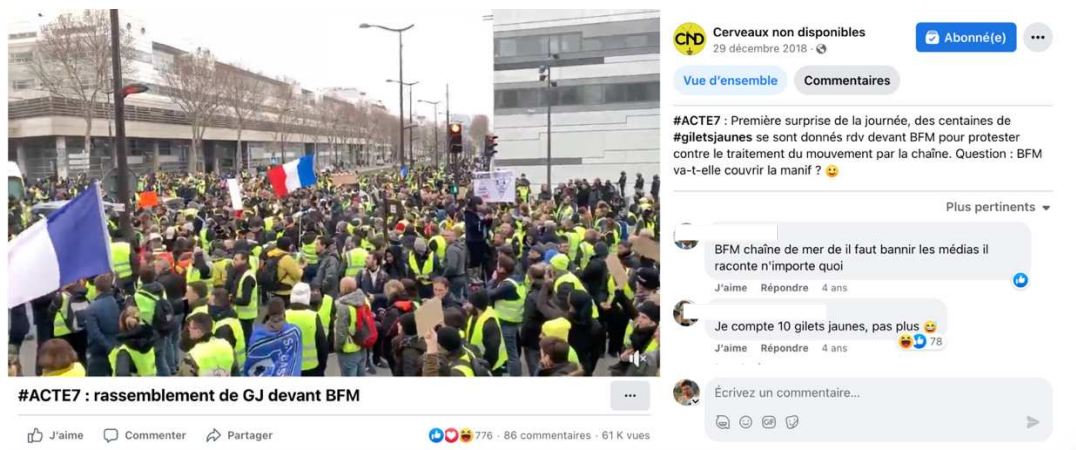 CND
Cerveaux non disponibles
29 décembre 2018 ·
Abonné(e)
Vue d'ensemble
Commentaires
#ACTE7 : Première surprise de la journée, des centaines de
#giletsjaunes se sont donnés rdv devant BFM pour protester
contre le traitement du mouvement par la chaîne. Question : BFM
va-t-elle couvrir la manif ? 😀
Plus pertinents
BFM chaîne de mer de il faut bannir les médias il
raconte n'importe quoi
J'aime Répondre 4 ans
Je compte 10 gilets jaunes, pas plus 😅
78
J'aime Répondre 4 ans
Écrivez un commentaire...
GIF
#ACTE7 : rassemblement de GJ devant BFM
J'aime Commenter Partager
776 · 86 commentaires · 61 K vues